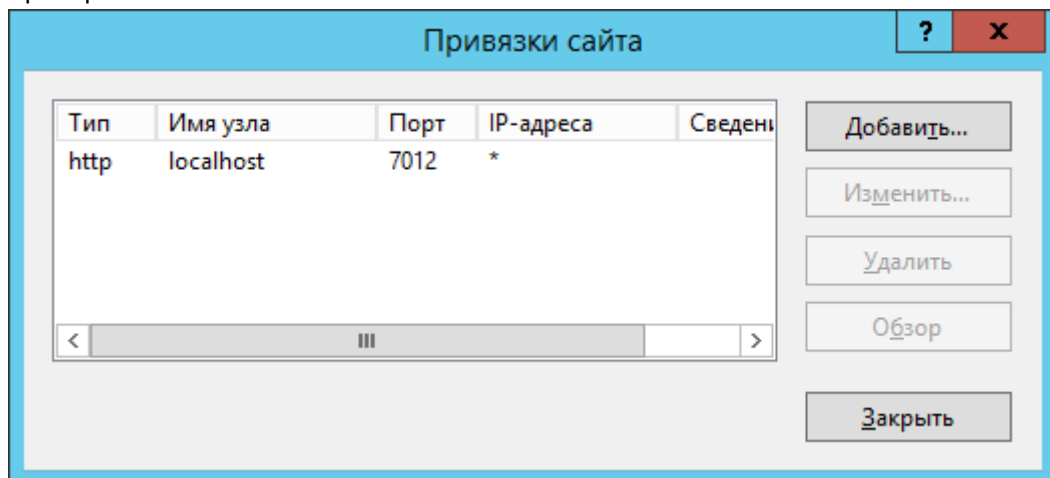 Привязки сайта
?
x
Тип Имя узла Порт IP-адреса Сведени
http localhost 7012 *
Добавить...
Изменить...
Удалить
Обзор
Закрыть